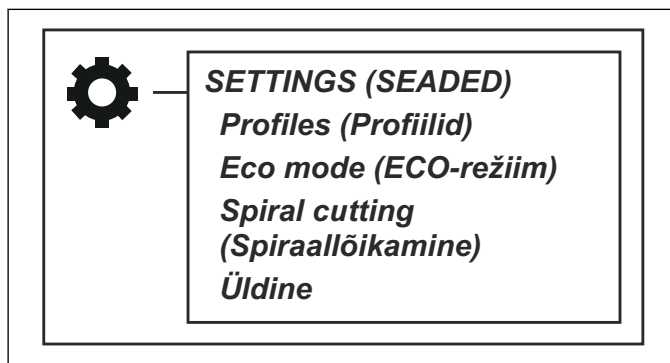 SETTINGS (SEADED)
Profiles (Profiilid)
Eco mode (ECO-režiim)
Spiral cutting
(Spiraallõikamine)
Üldine